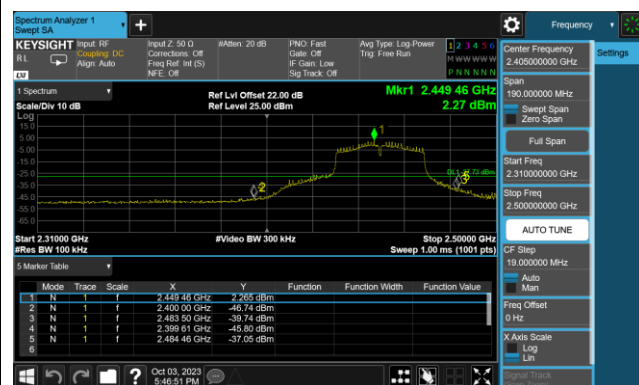 Spectrum Analyzer 1
Swept SA
Frequency
KEYSIGHT
RL
Input: RF
Coupling: DC
Align: Auto
Input Z: 50 Ω
Corrections: Off
Freq Ref: Int (S)
NFE: Off
#Atten: 20 dB
PNO: Fast
Gate: Off
IF Gain: Low
Sig Track: Off
Avg Type: Log-Power
Trig: Free Run
1 2 3 4 5 6
M W W W W W
P N N N N N
1 Spectrum
Scale/Div 10 dB
Ref Lvl Offset 22.00 dB
Ref Level 25.00 dBm
Mkr1 2.449 46 GHz
2.27 dBm
Log
15.0
5.00
-5.00
-15.0
-25.0
-35.0
-45.0
-55.0
-65.0
1
2
Start 2.31000 GHz
#Res BW 100 kHz
#Video BW 300 kHz
Stop 2.50000 GHz
Sweep 1.00 ms (1001 pts)
5 Marker Table
Mode Trace Scale X Y Function Function Width Function Value
1 N 1 f 2.449 46 GHz 2.265 dBm
2 N 1 f 2.400 00 GHz -46.74 dBm
3 N 1 f 2.483 50 GHz -39.74 dBm
4 N 1 f 2.399 61 GHz -45.80 dBm
5 N 1 f 2.484 46 GHz -37.05 dBm
6
Oct 03, 2023
5:46:51 PM
Center Frequency
2.405000000 GHz
Settings
Span
190.000000 MHz
Swept Span
Zero Span
Full Span
Start Freq
2.310000000 GHz
Stop Freq
2.500000000 GHz
AUTO TUNE
CF Step
19.000000 MHz
Auto
Man
Freq Offset
0 Hz
X Axis Scale
Log
Lin
Signal Track